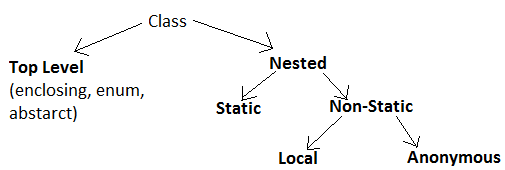 Class
Top Level
(enclosing, enum,
abstarct)
Nested
Static
Non-Static
Local
Anonymous